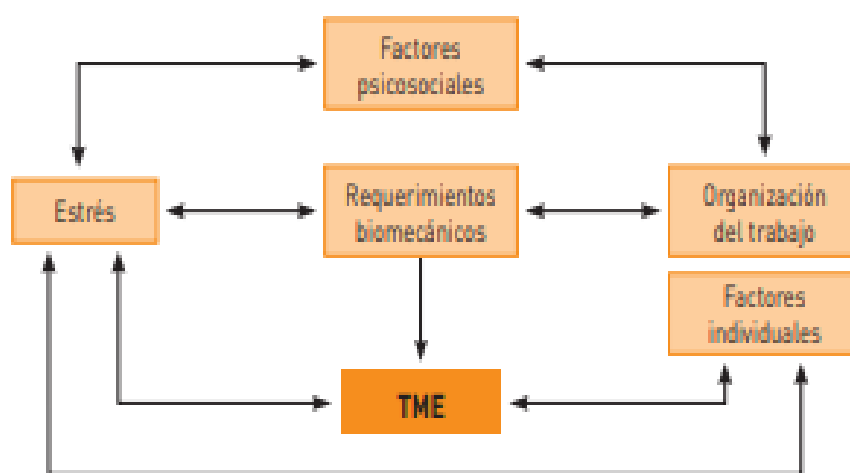 Factores
psicosociales
Estrés
Requerimientos
biomecánicos
Organización
del trabajo
Factores
individuales
TME